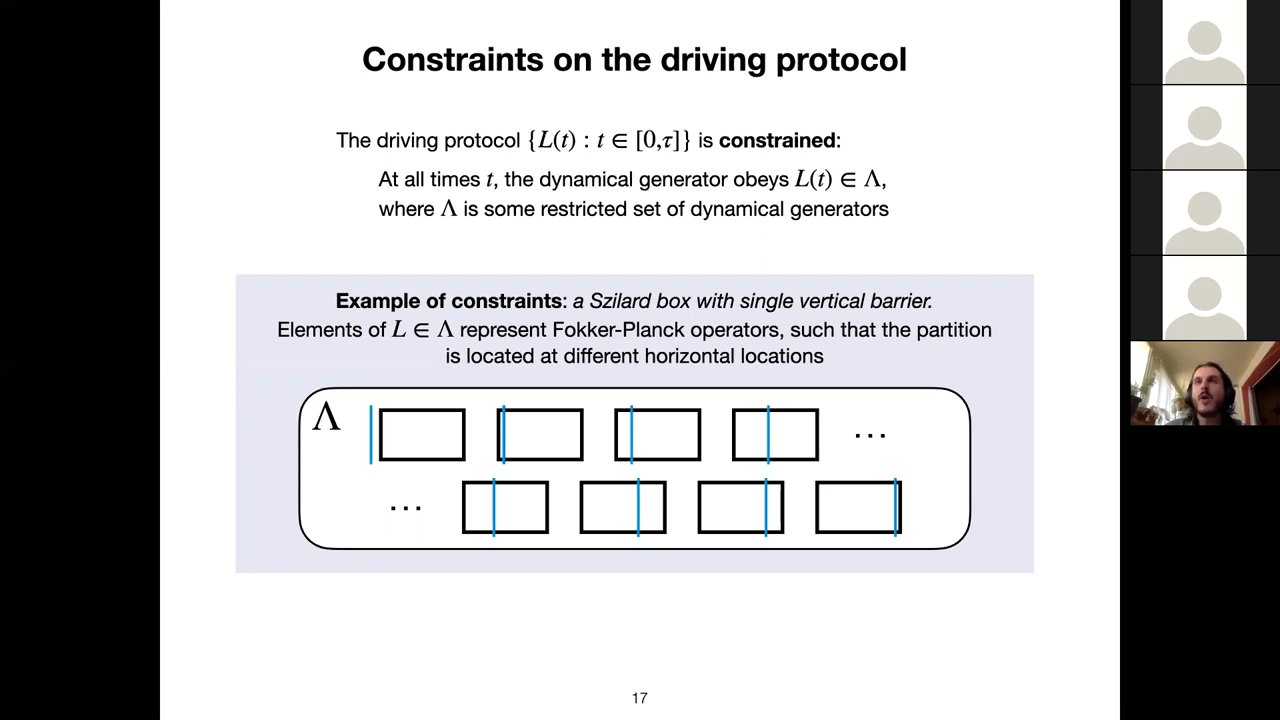 Constraints on the driving protocol
The driving protocol {L(t) : t ∈ [0,τ]} is constrained:
At all times t, the dynamical generator obeys L(t) ∈ Λ,
where Λ is some restricted set of dynamical generators
Example of constraints: a Szilard box with single vertical barrier.
Elements of L ∈ Λ represent Fokker-Planck operators, such that the partition
is located at different horizontal locations
Λ
...
...
17